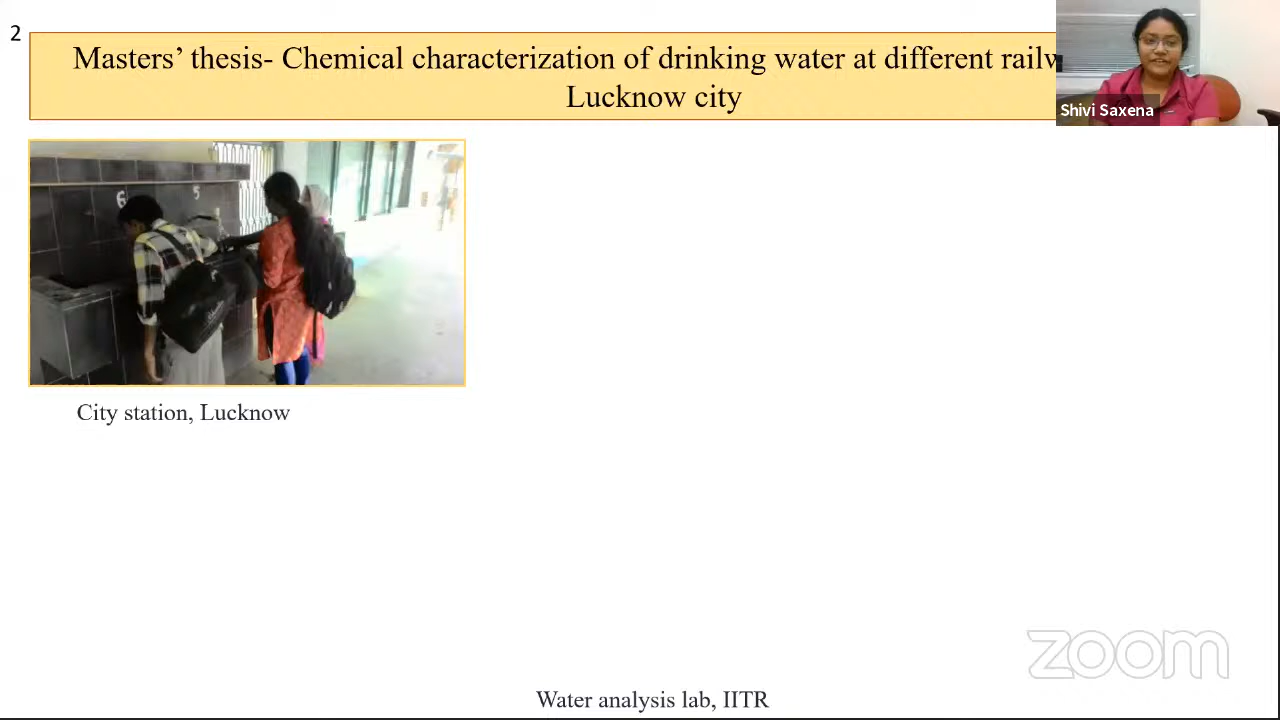 2
Masters’ thesis- Chemical characterization of drinking water at different
Lucknow city
Shivi Saxena
6
5
City station, Lucknow
zoom
Water analysis lab, IITR